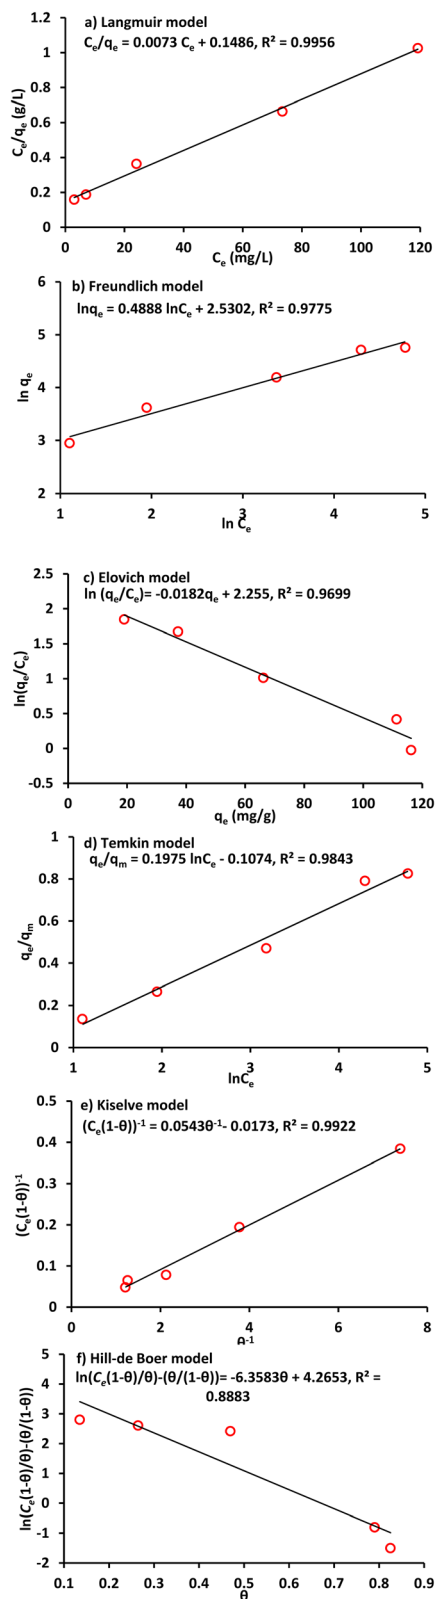 a) Langmuir model
Cₑ/qₑ = 0.0073 Cₑ + 0.1486, R² = 0.9956
1.2
1
0.8
0.6
0.4
0.2
0
Cₑ/qₑ (g/L)
0 20 40 60 80 100 120
Cₑ (mg/L)
b) Freundlich model
lnqₑ = 0.4888 lnCₑ + 2.5302, R² = 0.9775
6
5
4
3
2
ln qₑ
1 2 3 4 5
ln Cₑ
c) Elovich model
ln (qₑ/Cₑ)= -0.0182qₑ + 2.255, R² = 0.9699
2.5
2
1.5
1
0.5
0
-0.5
ln(qₑ/Cₑ)
0 20 40 60 80 100 120
qₑ (mg/g)
d) Temkin model
qₑ/qₘ = 0.1975 lnCₑ - 0.1074, R² = 0.9843
1
0.8
0.6
0.4
0.2
0
qₑ/qₘ
1 2 3 4 5
lnCₑ
e) Kiselve model
(Cₑ(1-θ))⁻¹ = 0.0543θ⁻¹- 0.0173, R² = 0.9922
0.5
0.4
0.3
0.2
0.1
0
(Cₑ(1-θ))⁻¹
0 2 4 6 8
θ⁻¹
f) Hill-de Boer model
ln(Cₑ(1-θ)/θ)-(θ/(1-θ))= -6.3583θ + 4.2653, R² =
0.8883
5
4
3
2
1
0
-1
-2
ln(Cₑ(1-θ)/θ)-(θ/(1-θ))
0.1 0.2 0.3 0.4 0.5 0.6 0.7 0.8 0.9
θ